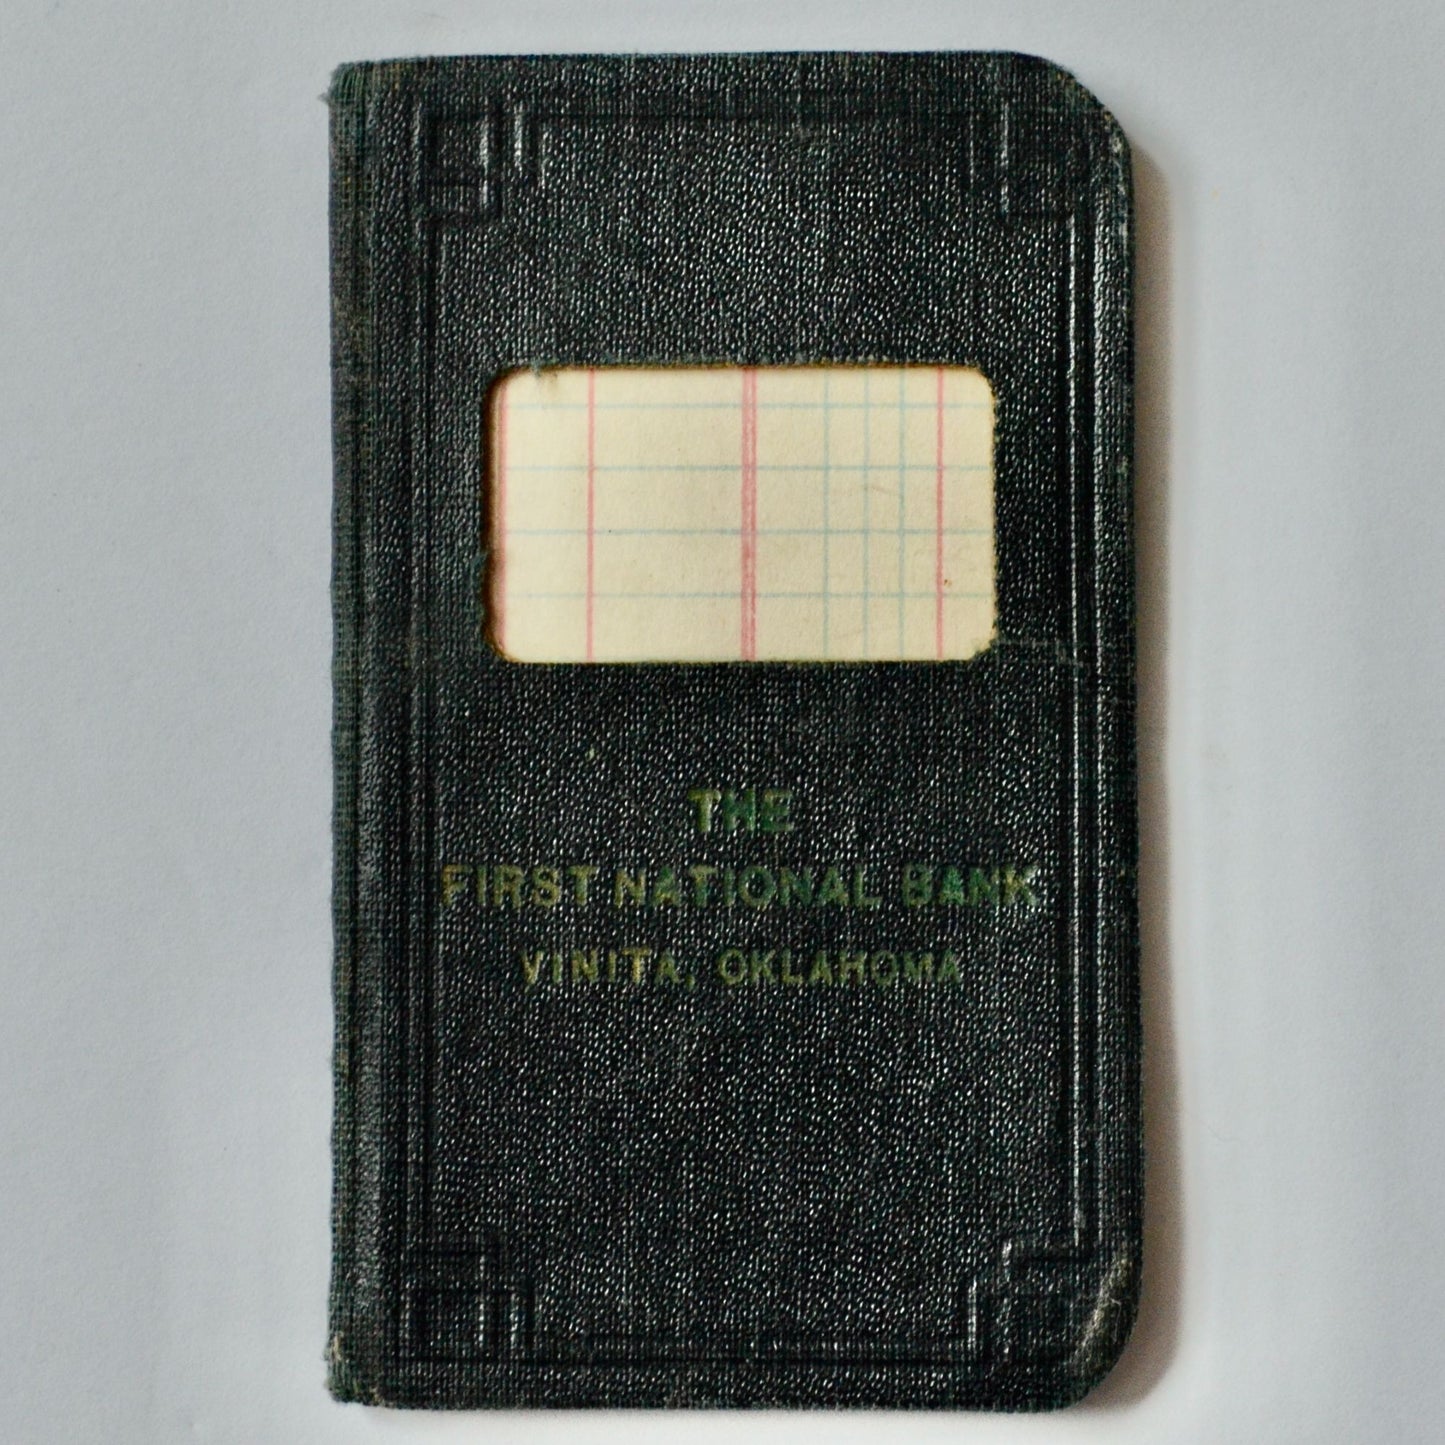 THE
FIRST NATIONAL BANK
VINITA, OKLAHOMA